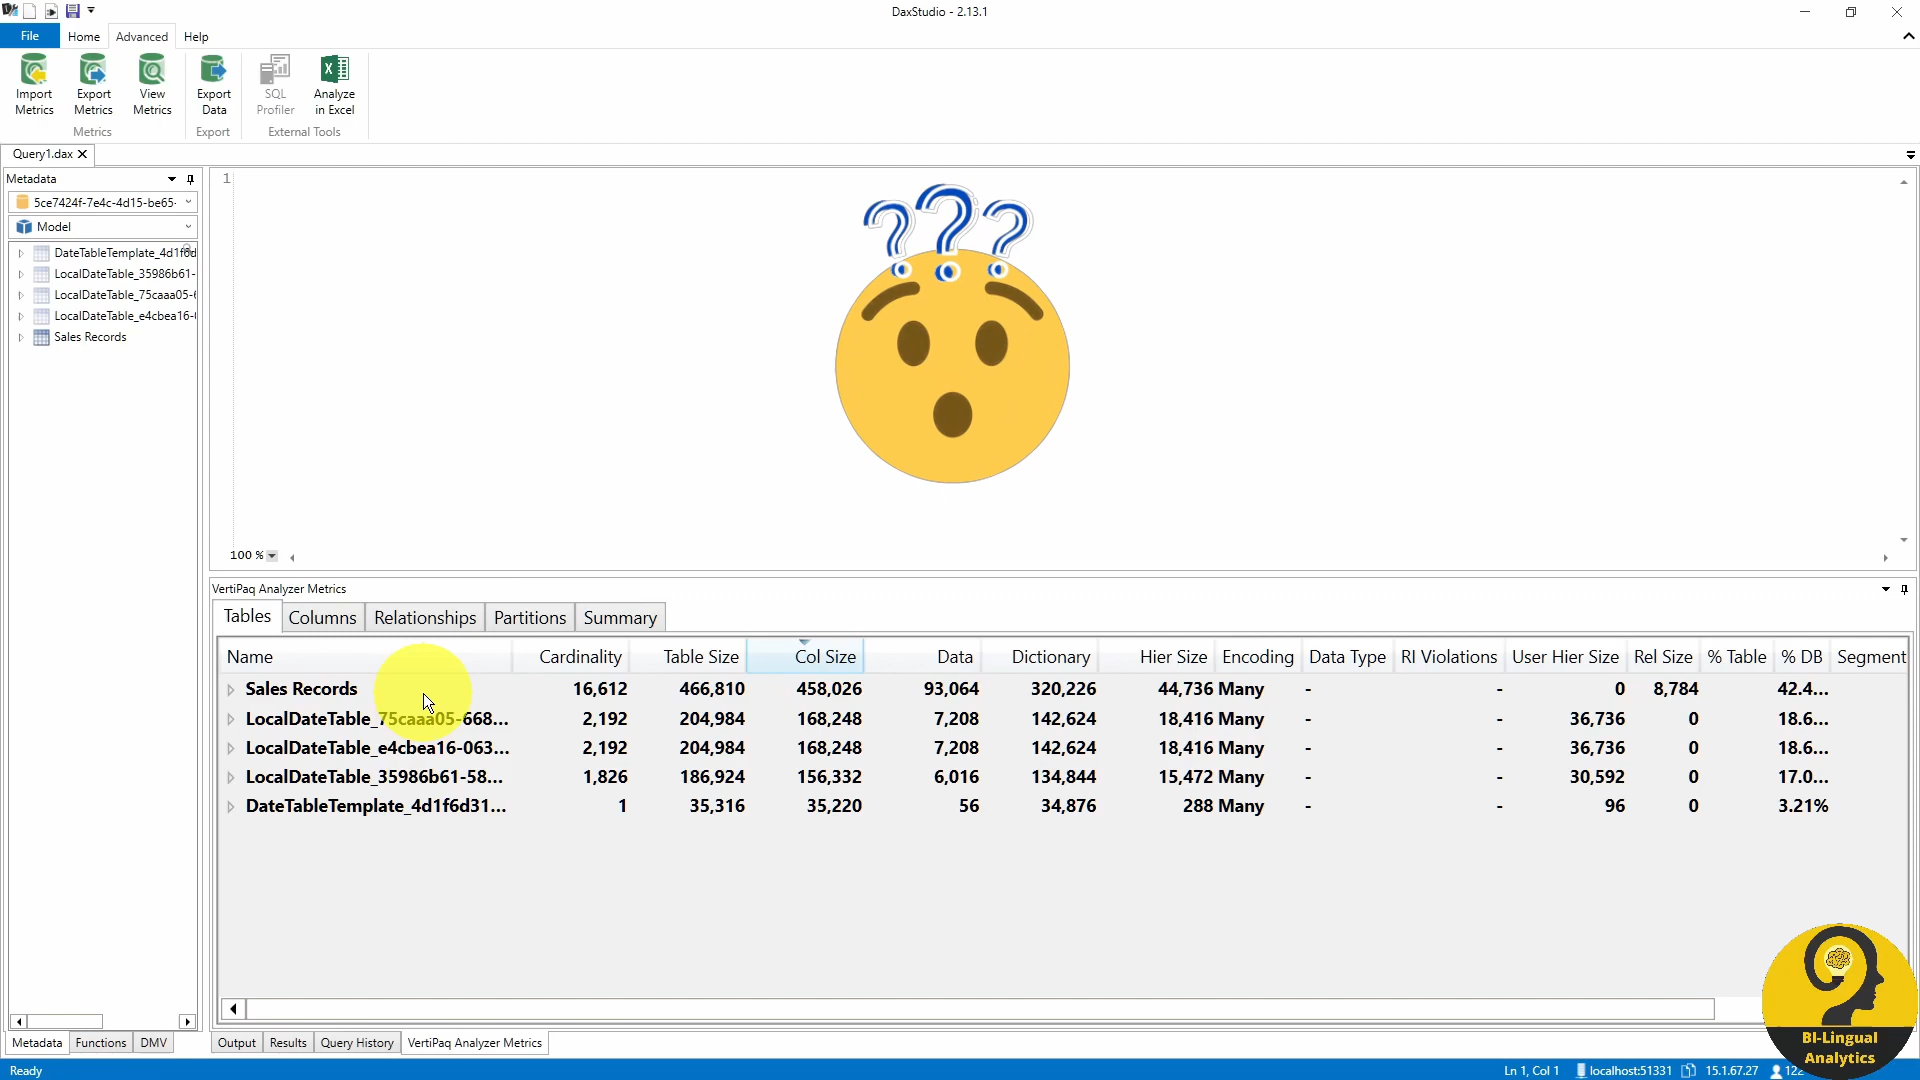 DaxStudio - 2.13.1
File Home Advanced Help
Import Metrics
Export Metrics
View Metrics
Export Data
SQL Profiler
Analyze in Excel
Metrics Export External Tools
Query1.dax
Metadata
5ce7424f-7e4c-4d15-be65-
Model
DateTableTemplate_4d1f6d
LocalDateTable_35986b61-
LocalDateTable_75caaa05-6
LocalDateTable_e4cbea16-
Sales Records
1
???
100 %
VertiPaq Analyzer Metrics
Tables Columns Relationships Partitions Summary
Name Cardinality Table Size Col Size Data Dictionary Hier Size Encoding Data Type RI Violations User Hier Size Rel Size % Table % DB Segment
Sales Records 16,612 466,810 458,026 93,064 320,226 44,736 Many - - 0 8,784 42.4...
LocalDateTable_75caaa05-668... 2,192 204,984 168,248 7,208 142,624 18,416 Many - - 36,736 0 18.6...
LocalDateTable_e4cbea16-063... 2,192 204,984 168,248 7,208 142,624 18,416 Many - - 36,736 0 18.6...
LocalDateTable_35986b61-58... 1,826 186,924 156,332 6,016 134,844 15,472 Many - - 30,592 0 17.0...
DateTableTemplate_4d1f6d31... 1 35,316 35,220 56 34,876 288 Many - - 96 0 3.21%
Metadata Functions DMV
Output Results Query History VertiPaq Analyzer Metrics
BI-Lingual
Analytics
Ready
Ln 1, Col 1 localhost:51331 15.1.67.27 122